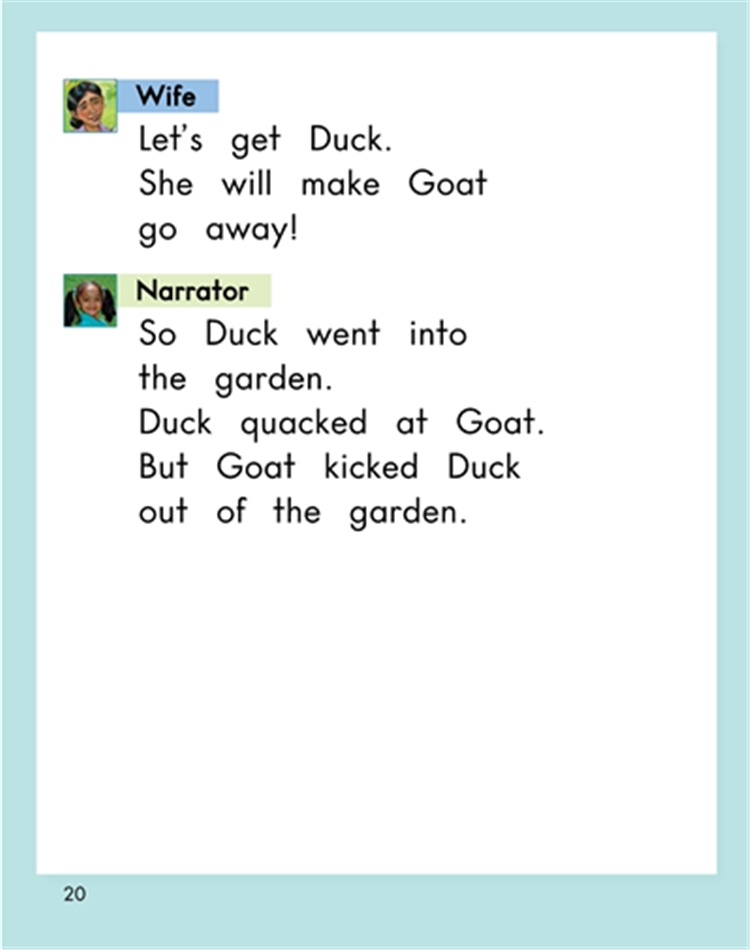 Wife
Let's get Duck.
She will make Goat
go away!
Narrator
So Duck went into
the garden.
Duck quacked at Goat.
But Goat kicked Duck
out of the garden.
20